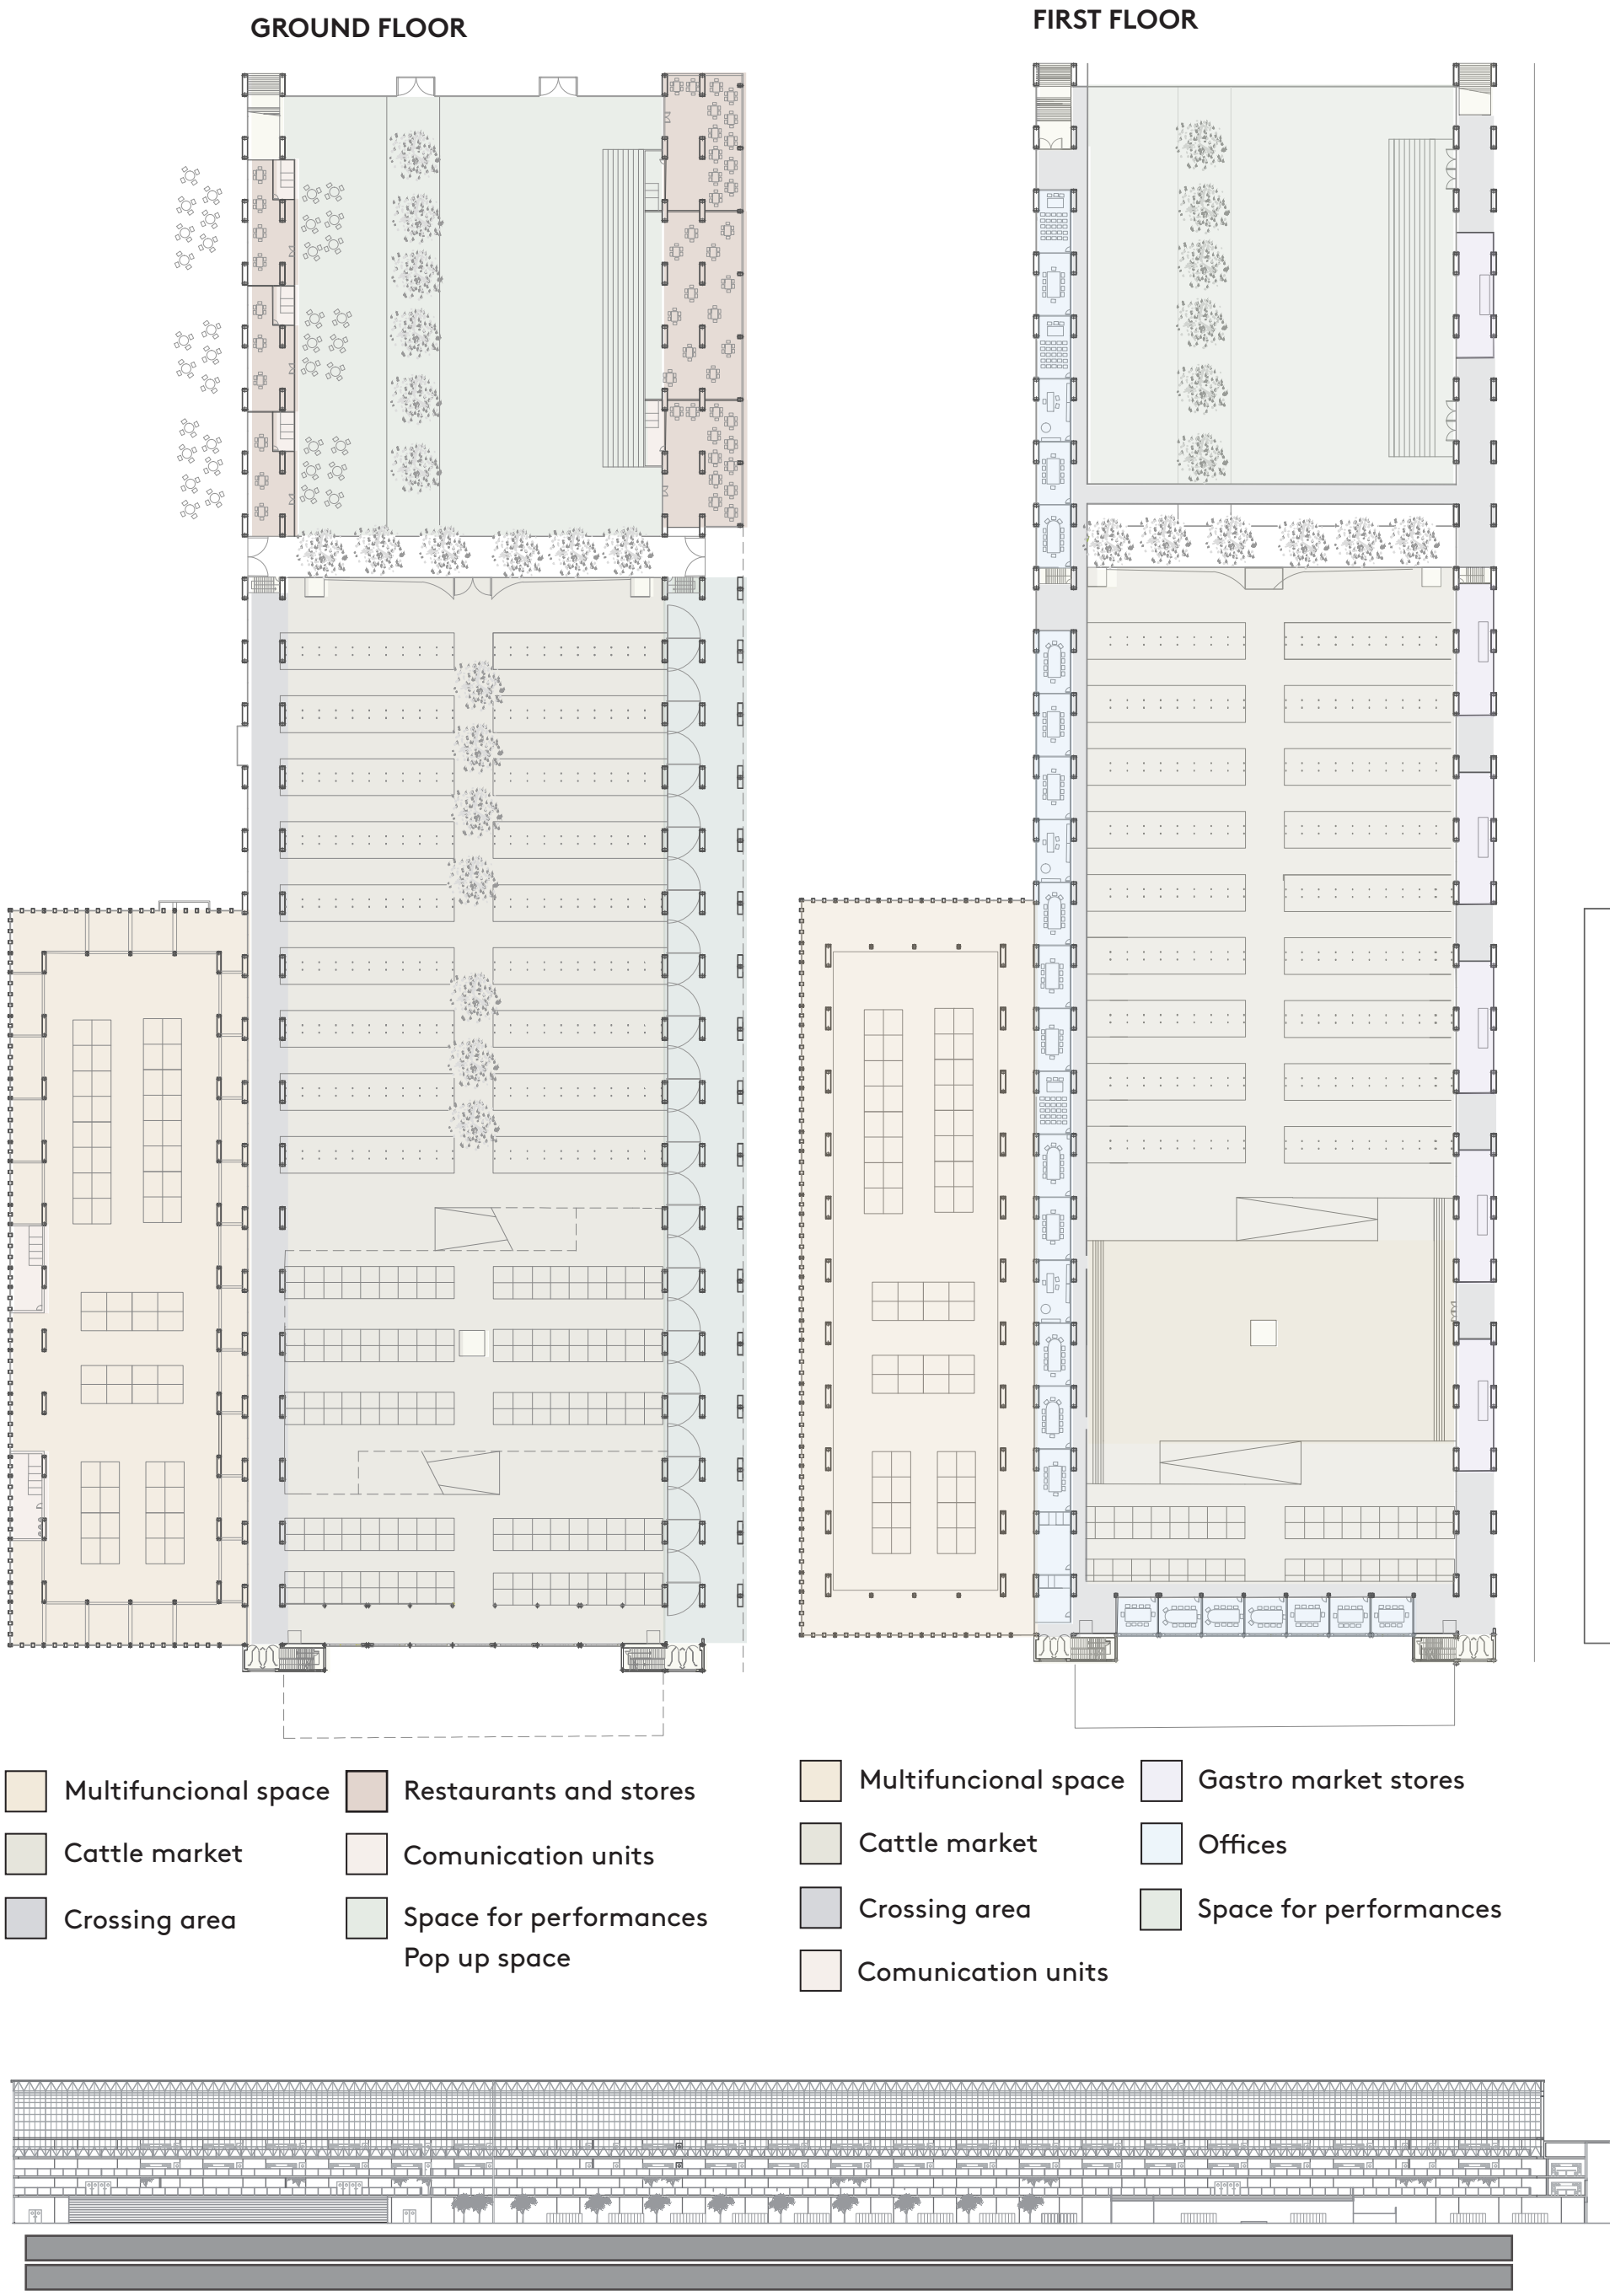 GROUND FLOOR
FIRST FLOOR
Multifuncional space
Cattle market
Crossing area
Restaurants and stores
Comunication units
Space for performances
Pop up space
Multifuncional space
Cattle market
Crossing area
Comunication units
Gastro market stores
Offices
Space for performances